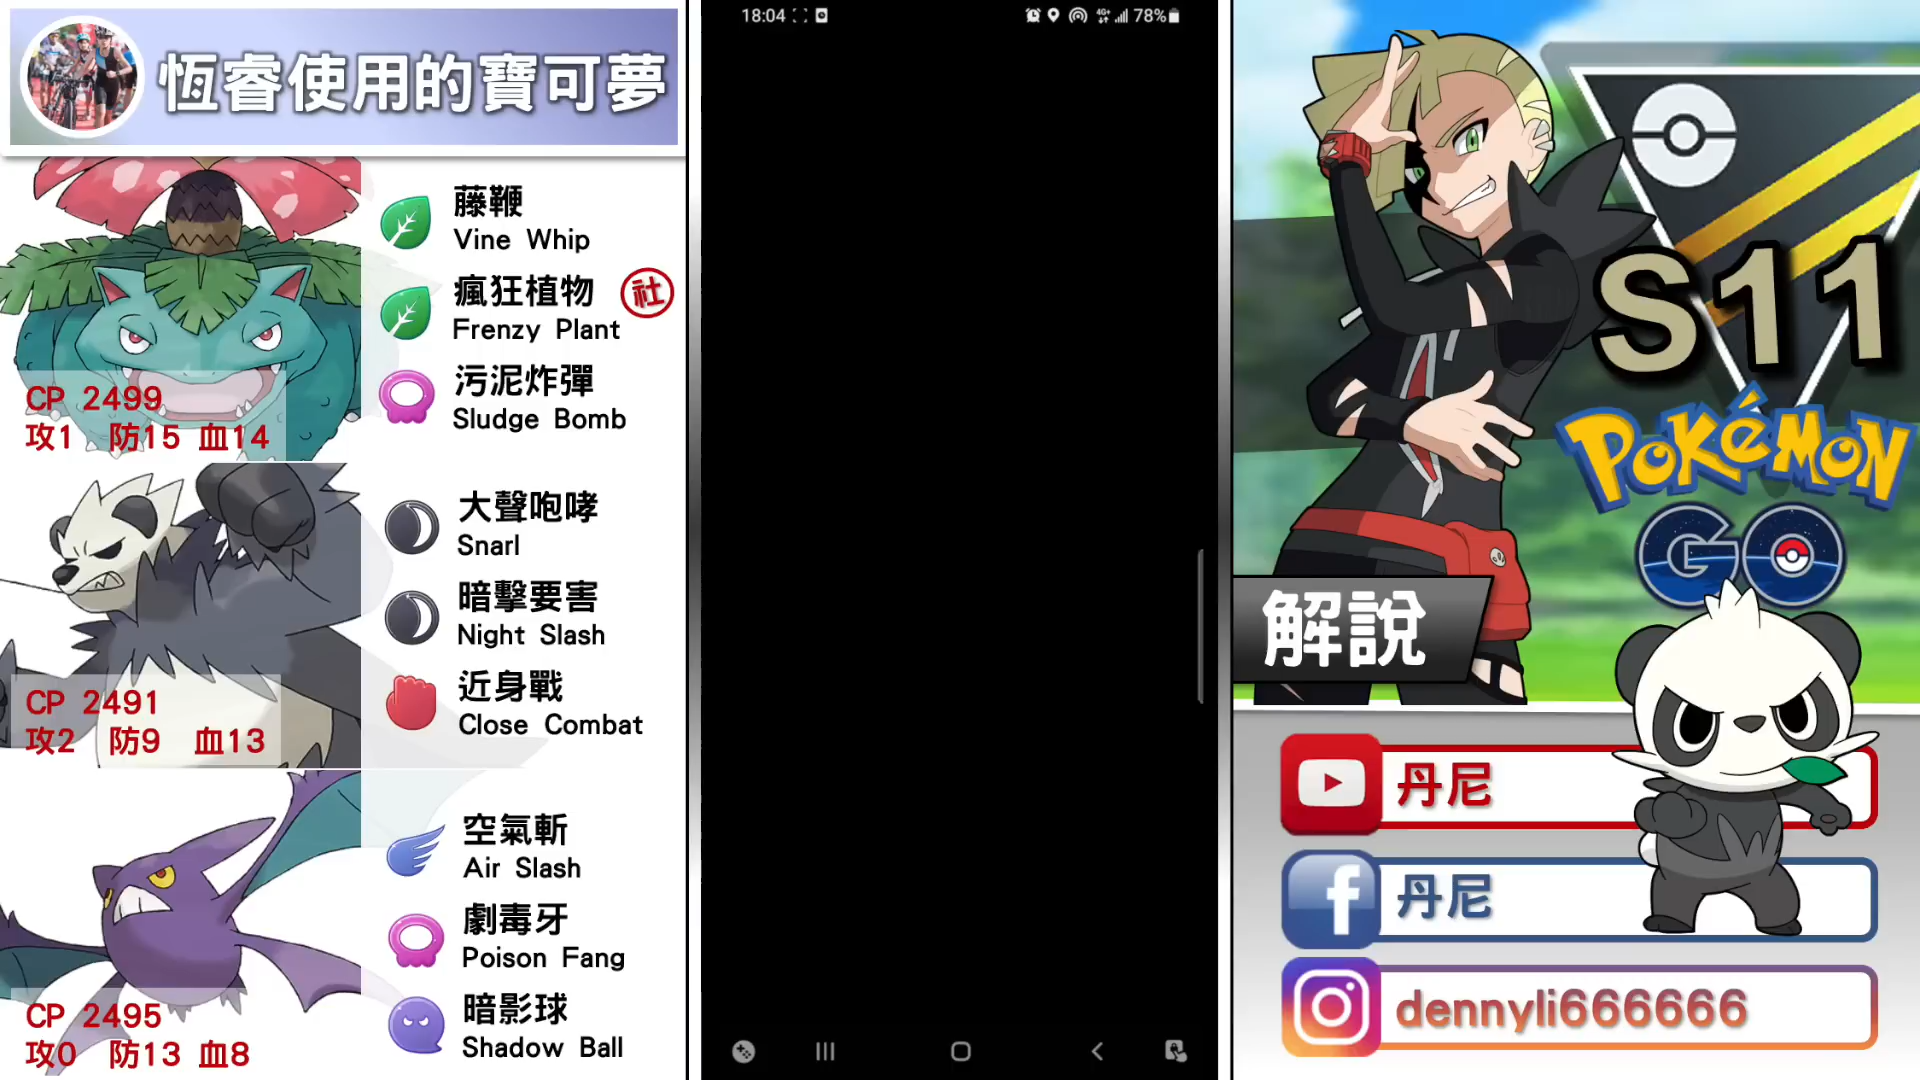 恆睿使用的寶可夢
藤鞭
Vine Whip
瘋狂植物 社
Frenzy Plant
污泥炸彈
Sludge Bomb
CP 2499
攻1 防15 血14
大聲咆哮
Snarl
暗擊要害
Night Slash
近身戰
Close Combat
CP 2491
攻2 防9 血13
空氣斬
Air Slash
劇毒牙
Poison Fang
暗影球
Shadow Ball
CP 2495
攻0 防13 血8
18:04
4G+ 78%
S11
POKéMON
GO
解說
丹尼
f 丹尼
dennyli666666